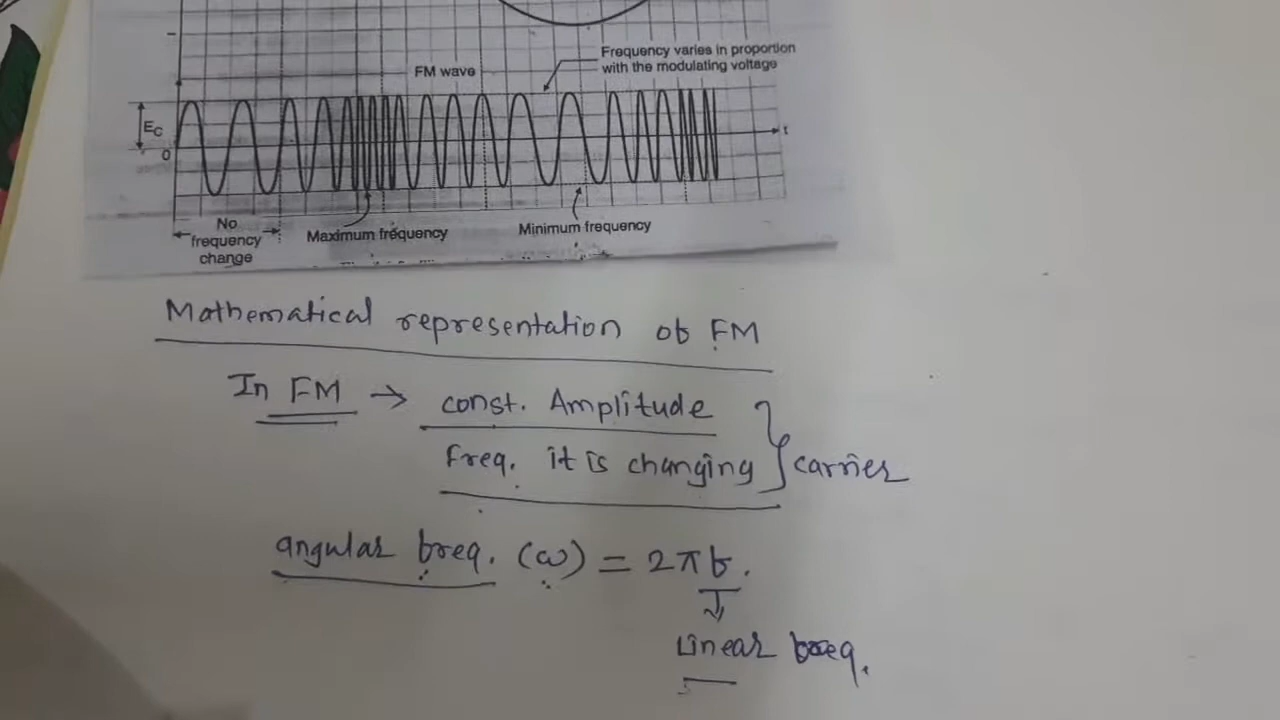 Frequency varies in proportion
with the modulating voltage
FM wave
Ec
0
t
No
frequency
change
Maximum frequency
Minimum frequency
Mathematical representation of FM
In FM → const. Amplitude
Freq. it is changing } carrier
angular freq. (ω) = 2πf.
Linear freq.